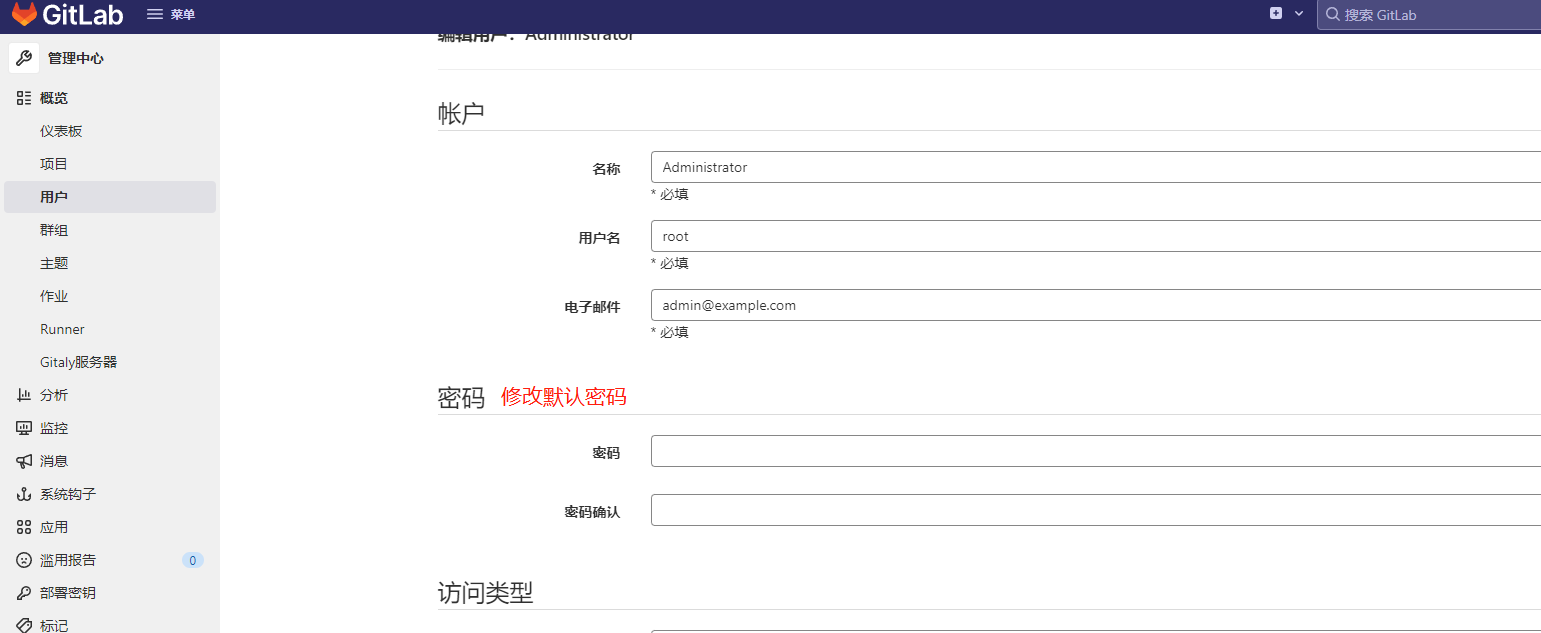 GitLab 菜单 搜索 GitLab
管理中心
概览
仪表板
项目
用户
群组
主题
作业
Runner
Gitaly服务器
分析
监控
消息
系统钩子
应用
滥用报告 0
部署密钥
标记
编辑用户：Administrator
帐户
名称 Administrator
* 必填
用户名 root
* 必填
电子邮件 admin@example.com
* 必填
密码 修改默认密码
密码
密码确认
访问类型